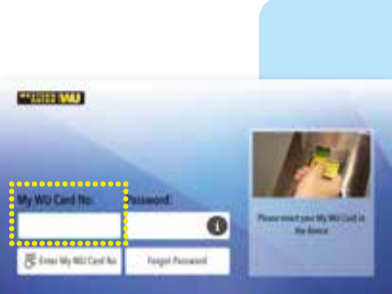 WESTERN UNION WU
My WU Card No: Password:
Please insert your My WU Card in
the device
Enter My WU Card No Forgot Password